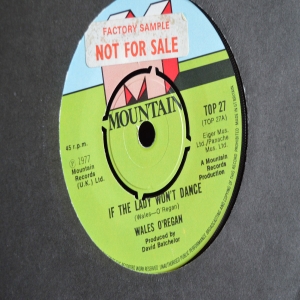 FACTORY SAMPLE
NOT FOR SALE
MOUNTAIN
45 r.p.m.
TOP 27
(TOP 27A)
℗ 1977
Mountain
Records
(U.K.) Ltd.
Eiger Mus.
Ltd./Panache
Mus. Ltd.
A Mountain
Records
Production
IF THE LADY WON'T DANCE
(Wales—O Regan)
WALES O'REGAN
Produced by
David Batchelor